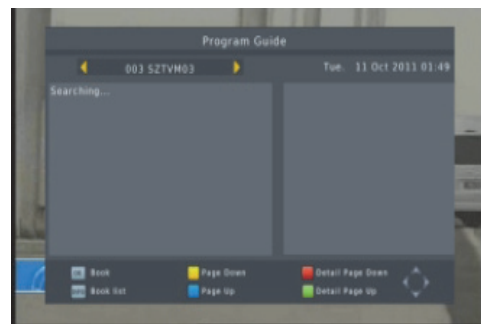 Program Guide
003 SZTVM03
Tue. 11 Oct 2011 01:49
Searching...
OK Book
Page Down
Detail Page Down
Book list
Page Up
Detail Page Up